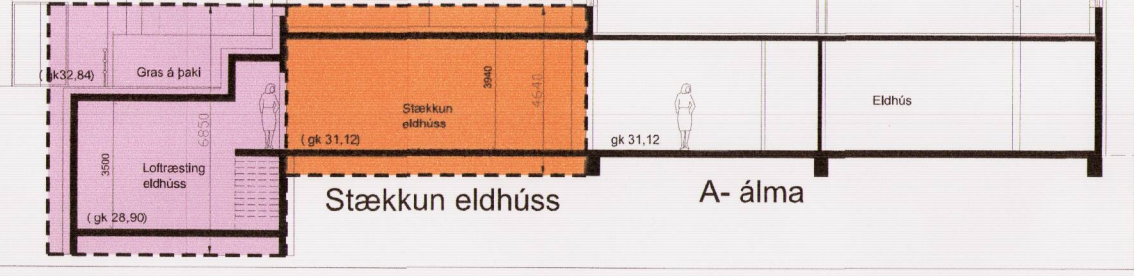 ( gk32,84)
Gras á þaki
6850
3500
Loftræsting
eldhúss
( gk 28,90)
3940
4640
Stækkun
eldhúss
( gk 31,12)
gk 31,12
Eldhús
Stækkun eldhúss
A- álma